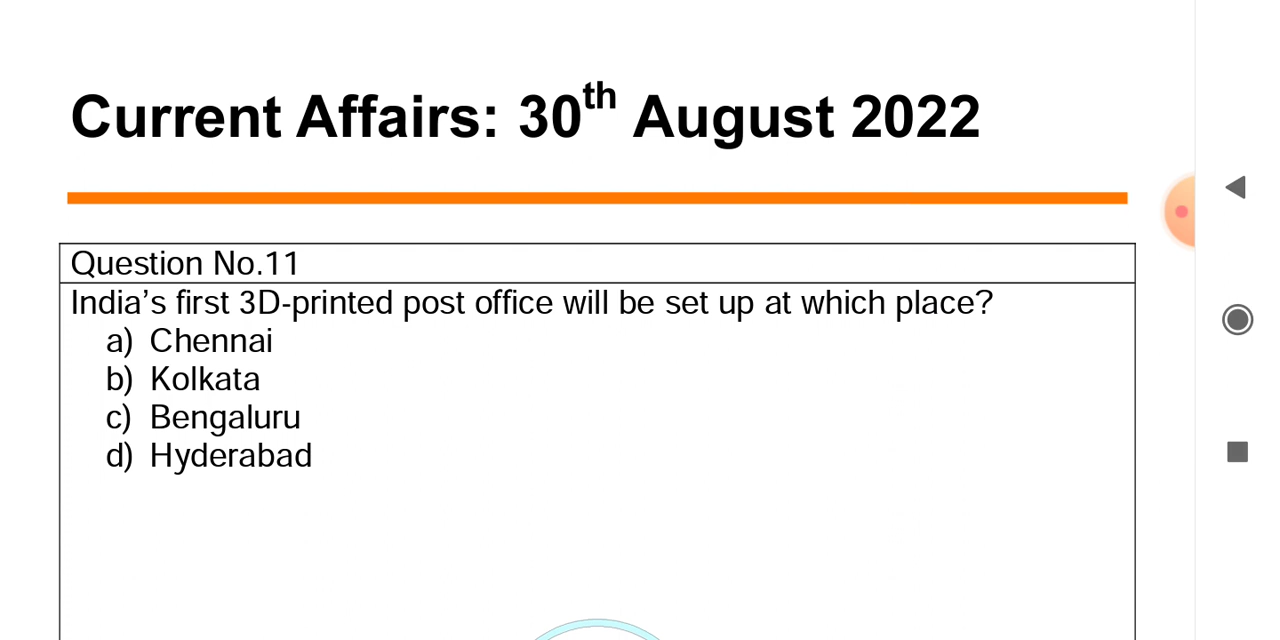 Current Affairs: 30th August 2022
Question No.11
India’s first 3D-printed post office will be set up at which place?
a) Chennai
b) Kolkata
c) Bengaluru
d) Hyderabad